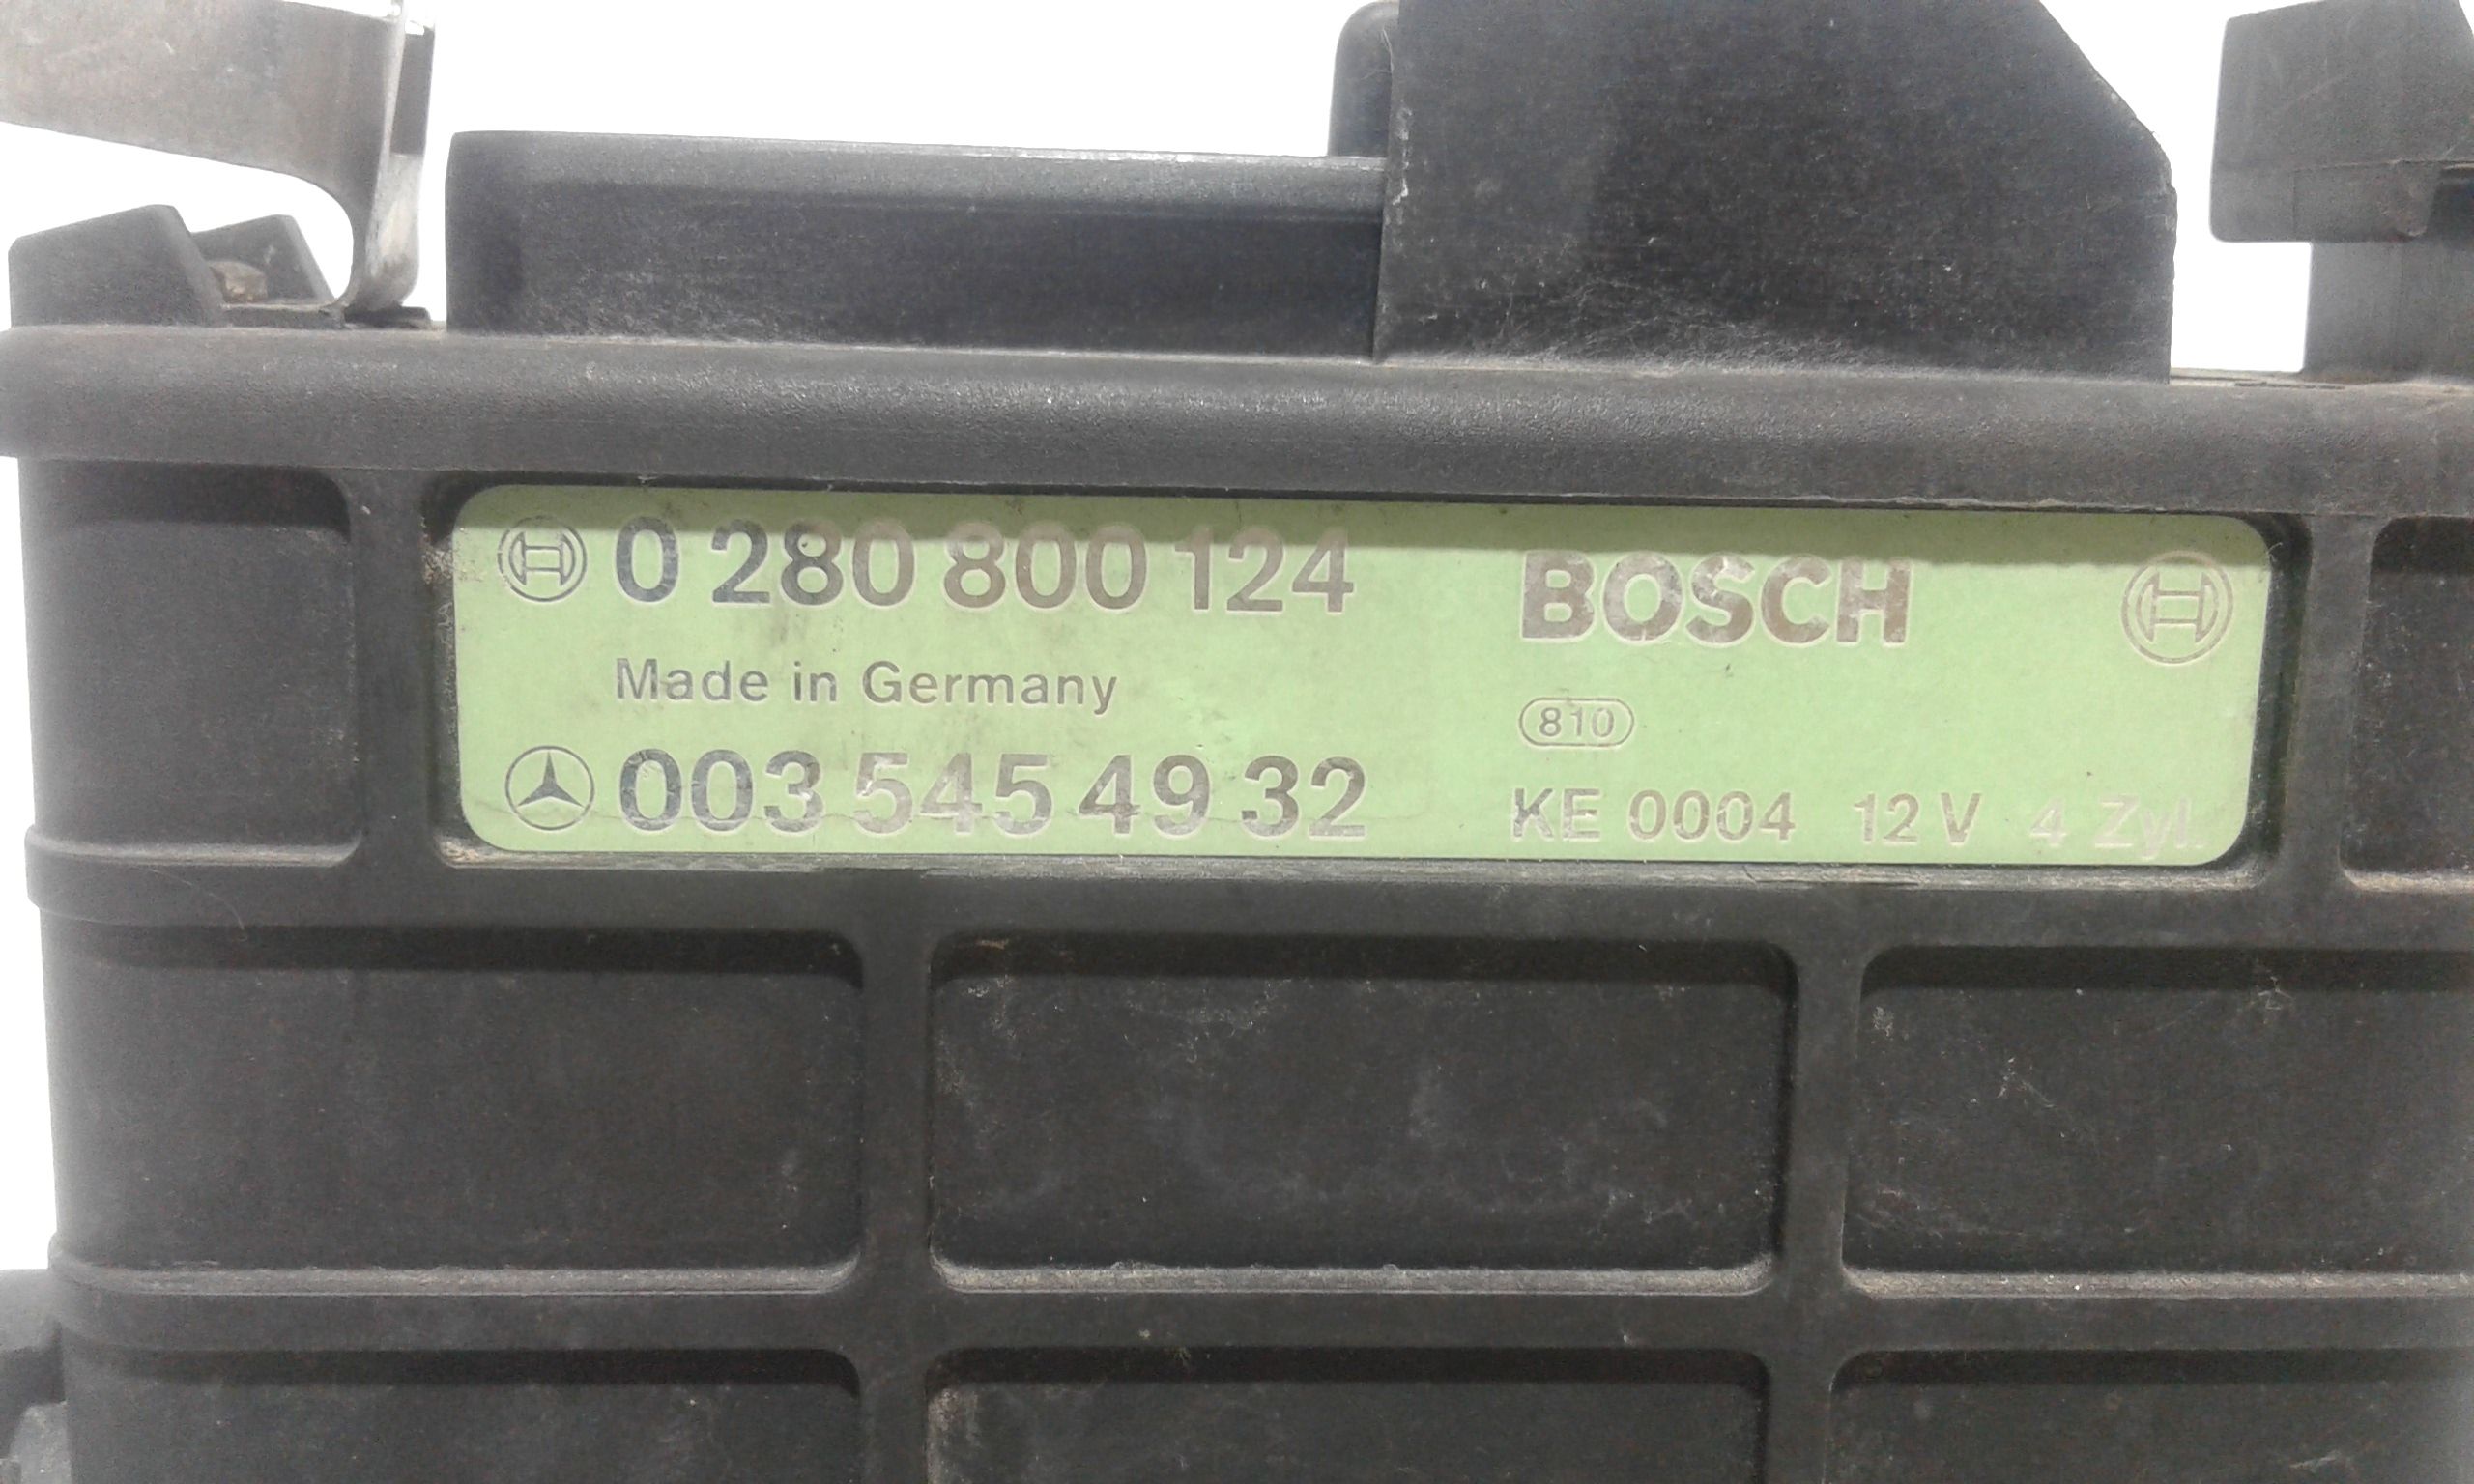 0 280 800 124
BOSCH
Made in Germany
810
003 545 49 32
KE 0004 12 V 4 Zyl.